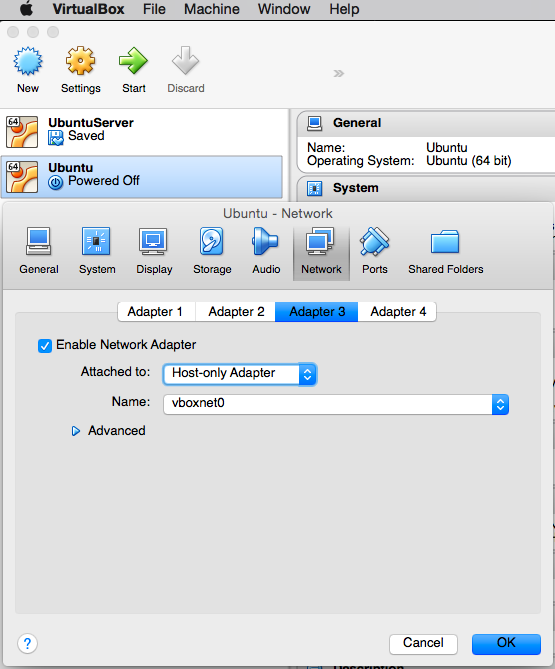 VirtualBox File Machine Window Help
New Settings Start Discard »
64 UbuntuServer
Saved
64 Ubuntu
Powered Off
General
Name: Ubuntu
Operating System: Ubuntu (64 bit)
System
Ubuntu - Network
General System Display Storage Audio Network Ports Shared Folders
Adapter 1 Adapter 2 Adapter 3 Adapter 4
Enable Network Adapter
Attached to: Host-only Adapter
Name: vboxnet0
Advanced
? Cancel OK